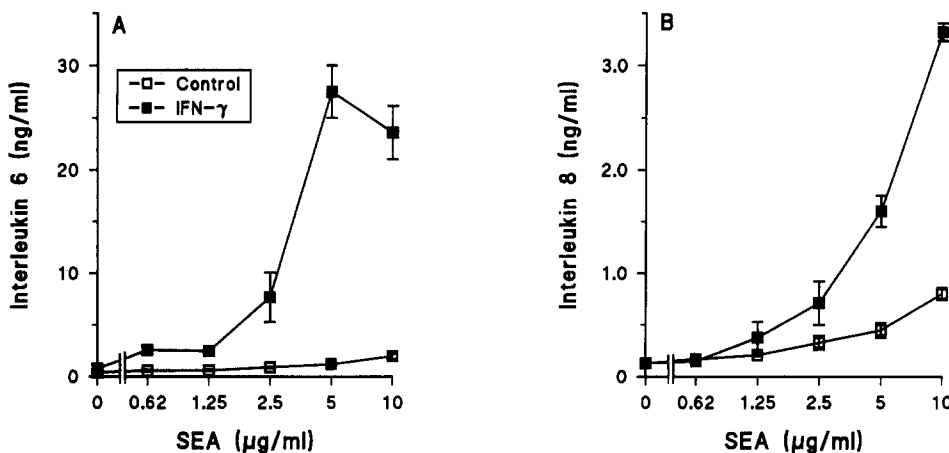 A
Interleukin 6 (ng/ml)
30
20
10
0
Control
IFN-γ
0 0.62 1.25 2.5 5 10
SEA (μg/ml)
B
Interleukin 8 (ng/ml)
3.0
2.0
1.0
0
0 0.62 1.25 2.5 5 10
SEA (μg/ml)